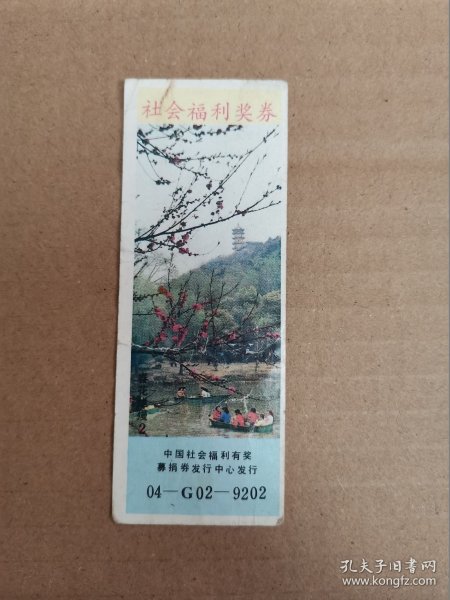 社会福利奖券
2
中国社会福利有奖
募捐券发行中心发行
04—G02—9202
孔夫子旧书网
www.kongfz.com